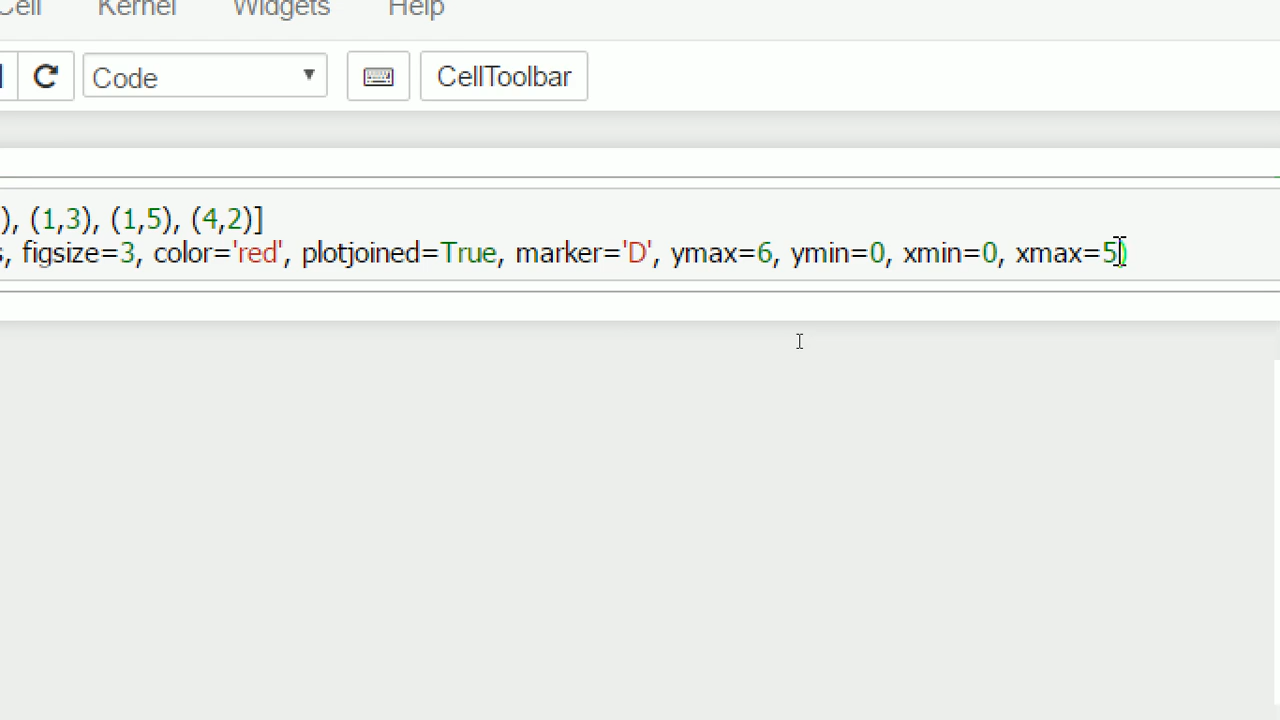 Cell Kernel Widgets Help
Code CellToolbar
), (1,3), (1,5), (4,2)]
s, figsize=3, color='red', plotjoined=True, marker='D', ymax=6, ymin=0, xmin=0, xmax=5)